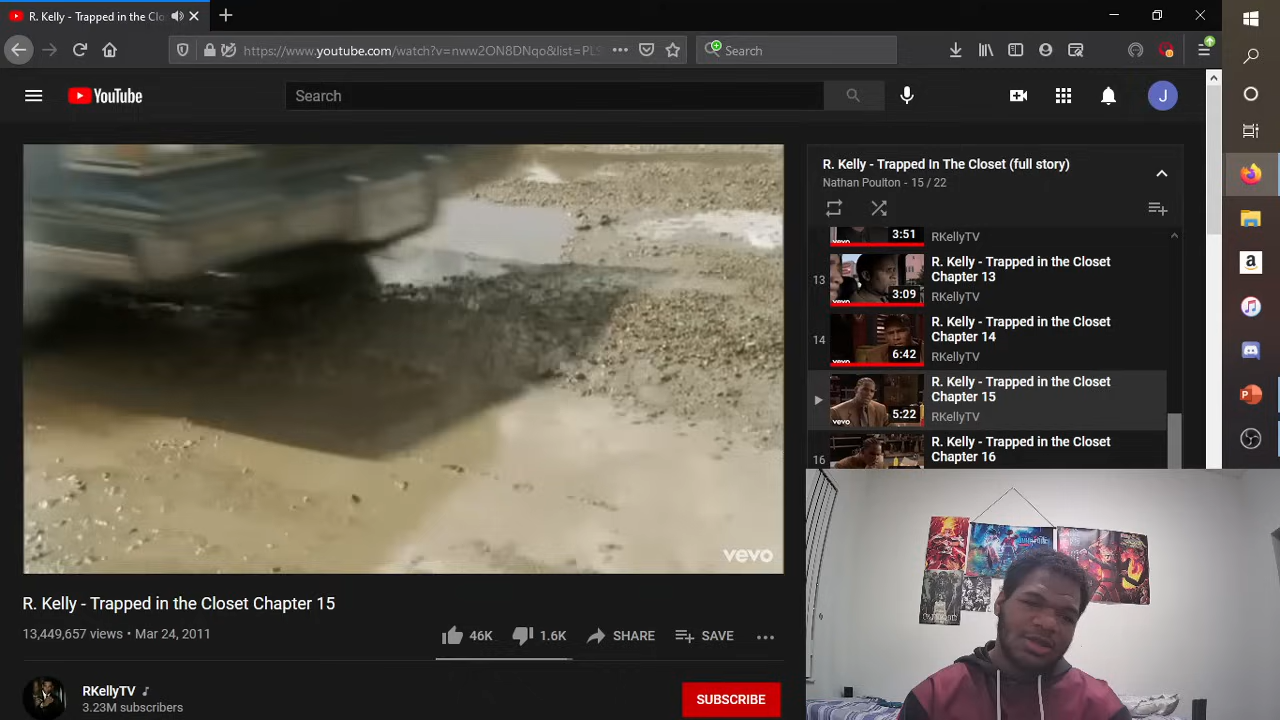 R. Kelly - Trapped in the Clo
https://www.youtube.com/watch?v=nww2ON8DNqo&list=PLS
Search
YouTube
Search
J
R. Kelly - Trapped In The Closet (full story)
Nathan Poulton - 15 / 22
3:51
RKellyTV
13
3:09
R. Kelly - Trapped in the Closet
Chapter 13
RKellyTV
14
6:42
R. Kelly - Trapped in the Closet
Chapter 14
RKellyTV
5:22
vevo
R. Kelly - Trapped in the Closet
Chapter 15
RKellyTV
16
R. Kelly - Trapped in the Closet
Chapter 16
vevo
R. Kelly - Trapped in the Closet Chapter 15
13,449,657 views • Mar 24, 2011
46K
1.6K
SHARE
SAVE
RKellyTV
3.23M subscribers
SUBSCRIBE